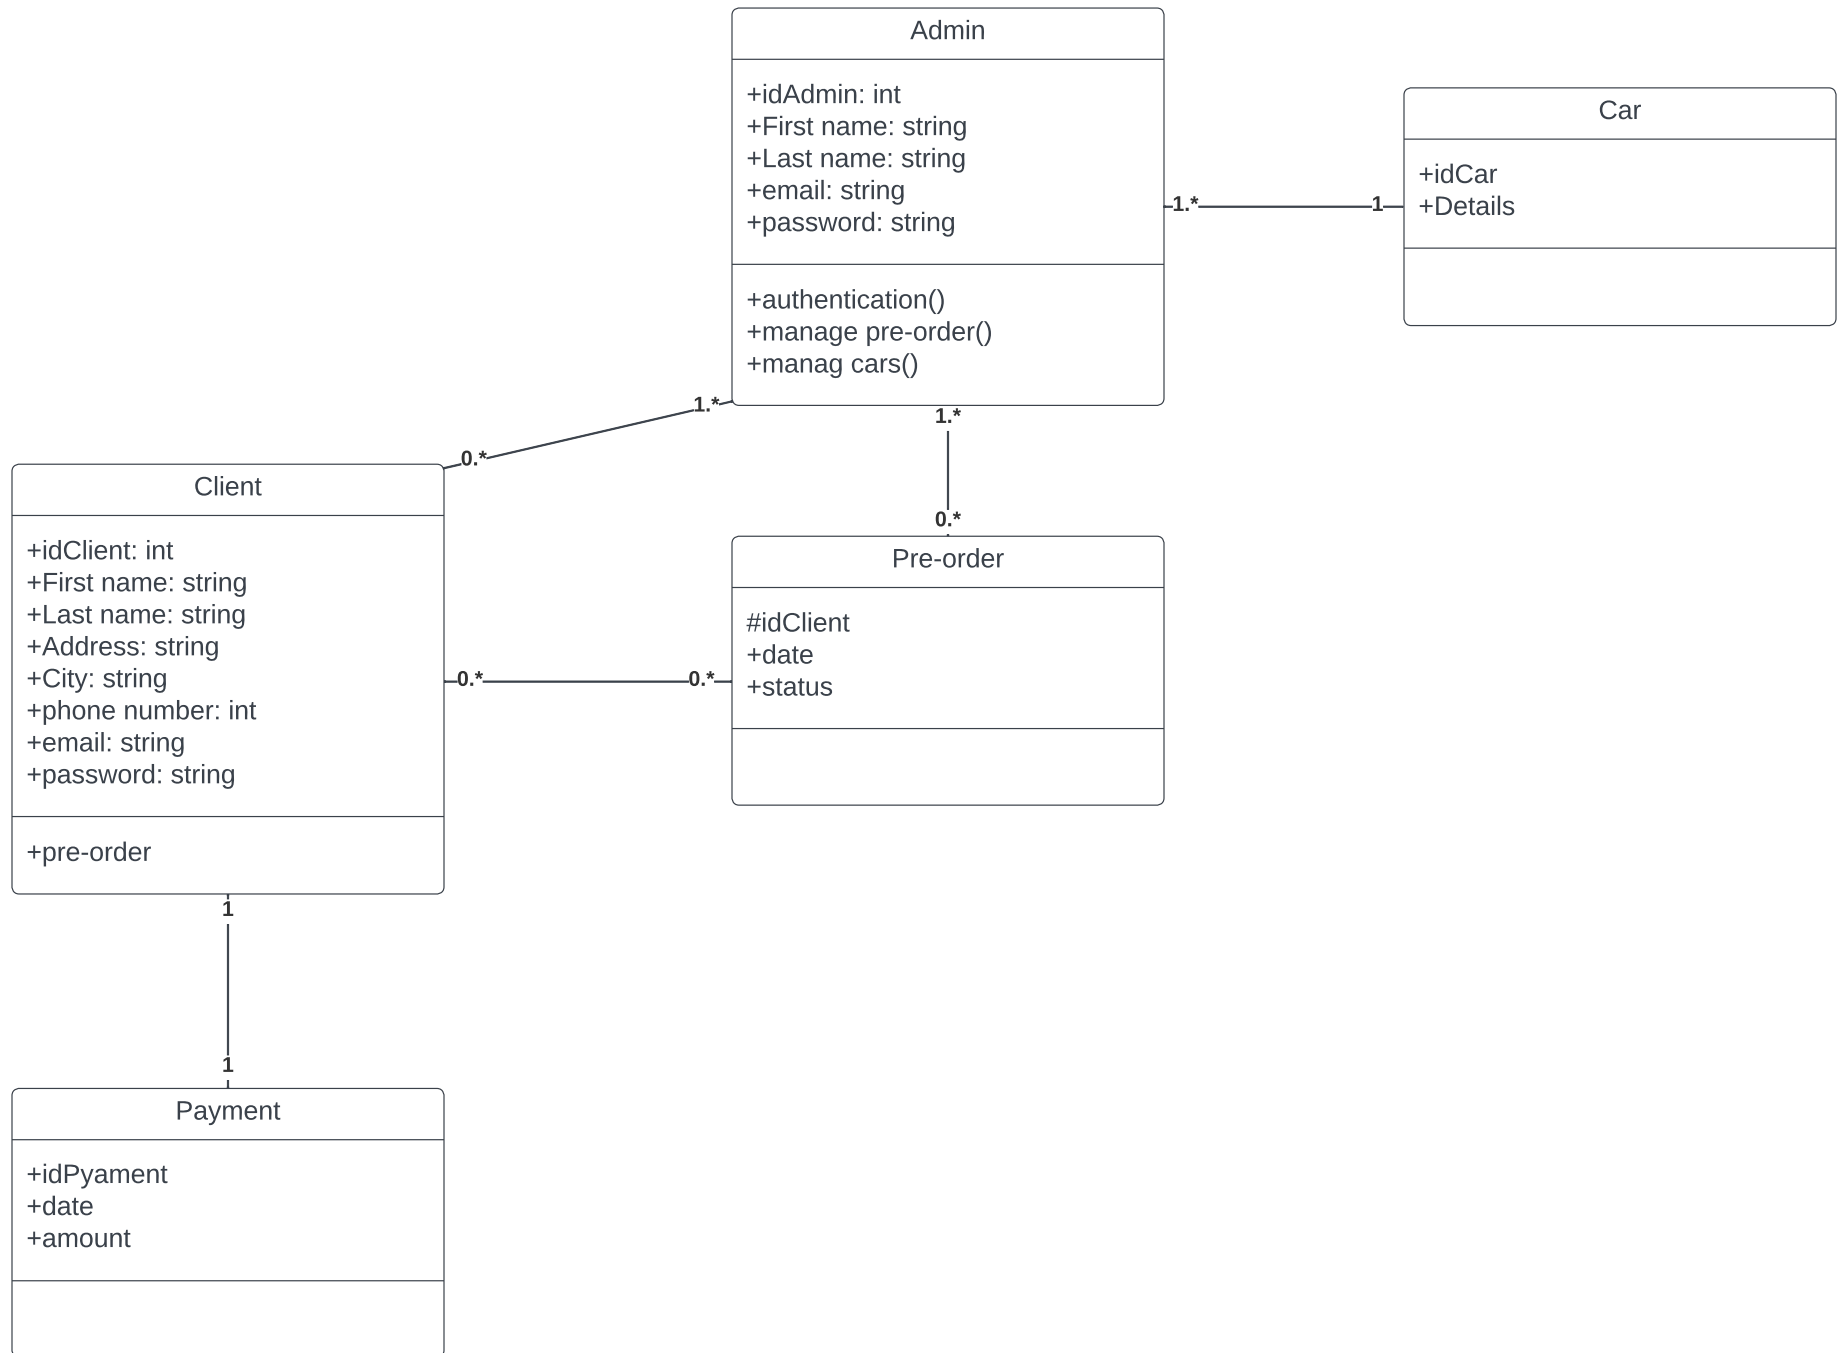 Admin
+idAdmin: int
+First name: string
+Last name: string
+email: string
+password: string
+authentication()
+manage pre-order()
+manag cars()
Car
+idCar
+Details
1.*
1
1.*
0.*
1.*
0.*
Client
+idClient: int
+First name: string
+Last name: string
+Address: string
+City: string
+phone number: int
+email: string
+password: string
+pre-order
Pre-order
#idClient
+date
+status
0.*
0.*
1
1
Payment
+idPyament
+date
+amount